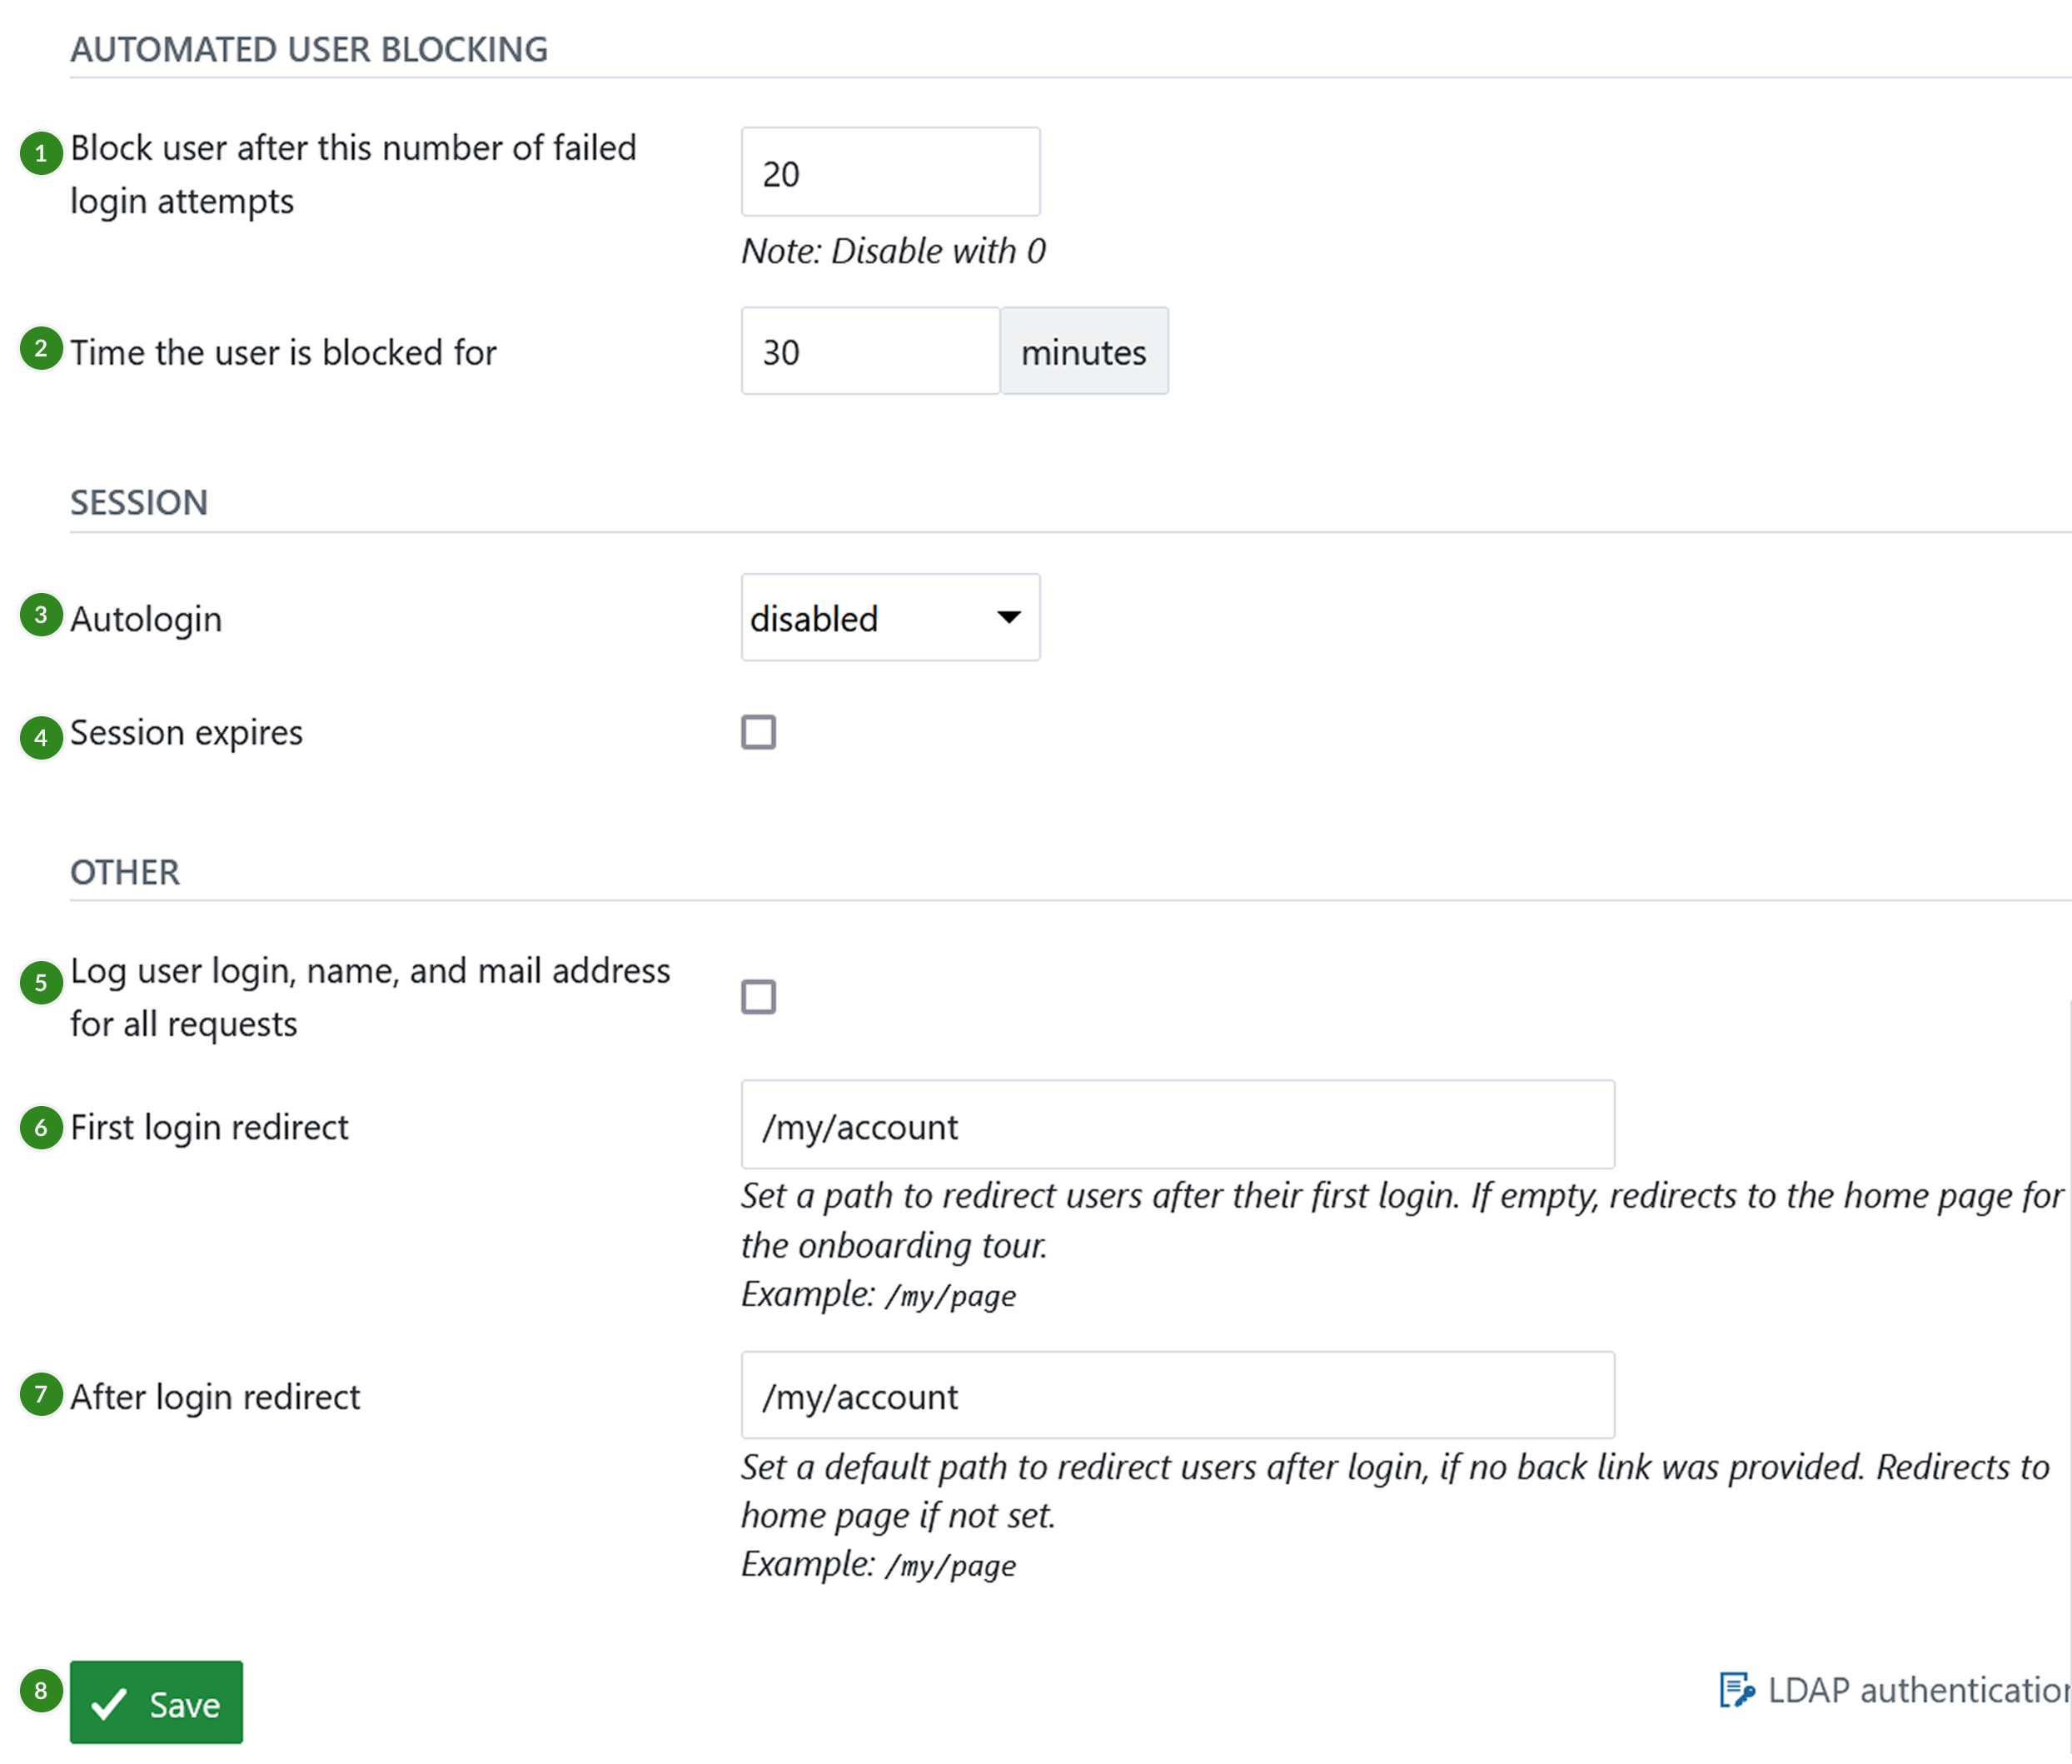 AUTOMATED USER BLOCKING
1 Block user after this number of failed
login attempts
20
Note: Disable with 0
2 Time the user is blocked for
30 minutes
SESSION
3 Autologin
disabled
4 Session expires
OTHER
5 Log user login, name, and mail address
for all requests
6 First login redirect
/my/account
Set a path to redirect users after their first login. If empty, redirects to the home page for
the onboarding tour.
Example: /my/page
7 After login redirect
/my/account
Set a default path to redirect users after login, if no back link was provided. Redirects to
home page if not set.
Example: /my/page
8 Save
LDAP authentication